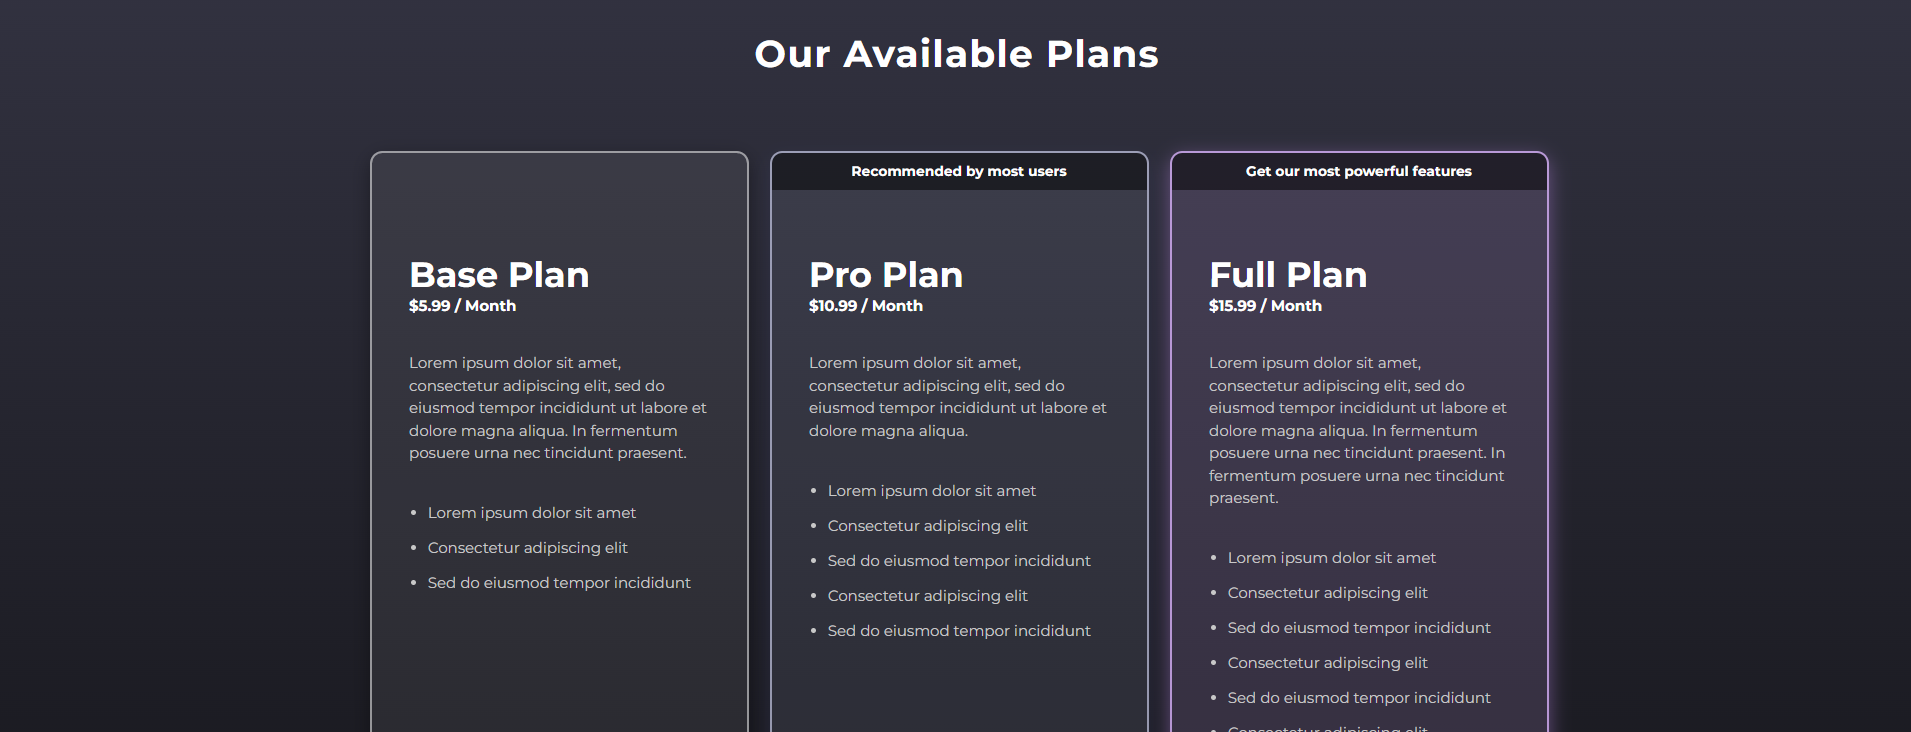 Our Available Plans
Base Plan
$5.99 / Month
Lorem ipsum dolor sit amet,
consectetur adipiscing elit, sed do
eiusmod tempor incididunt ut labore et
dolore magna aliqua. In fermentum
posuere urna nec tincidunt praesent.
• Lorem ipsum dolor sit amet
• Consectetur adipiscing elit
• Sed do eiusmod tempor incididunt
Recommended by most users
Pro Plan
$10.99 / Month
Lorem ipsum dolor sit amet,
consectetur adipiscing elit, sed do
eiusmod tempor incididunt ut labore et
dolore magna aliqua.
• Lorem ipsum dolor sit amet
• Consectetur adipiscing elit
• Sed do eiusmod tempor incididunt
• Consectetur adipiscing elit
• Sed do eiusmod tempor incididunt
Get our most powerful features
Full Plan
$15.99 / Month
Lorem ipsum dolor sit amet,
consectetur adipiscing elit, sed do
eiusmod tempor incididunt ut labore et
dolore magna aliqua. In fermentum
posuere urna nec tincidunt praesent. In
fermentum posuere urna nec tincidunt
praesent.
• Lorem ipsum dolor sit amet
• Consectetur adipiscing elit
• Sed do eiusmod tempor incididunt
• Consectetur adipiscing elit
• Sed do eiusmod tempor incididunt
• Consectetur adipiscing elit